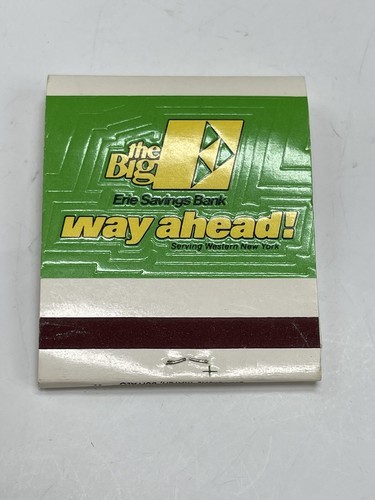 the
Big E
Erie Savings Bank
way ahead!
Serving Western New York